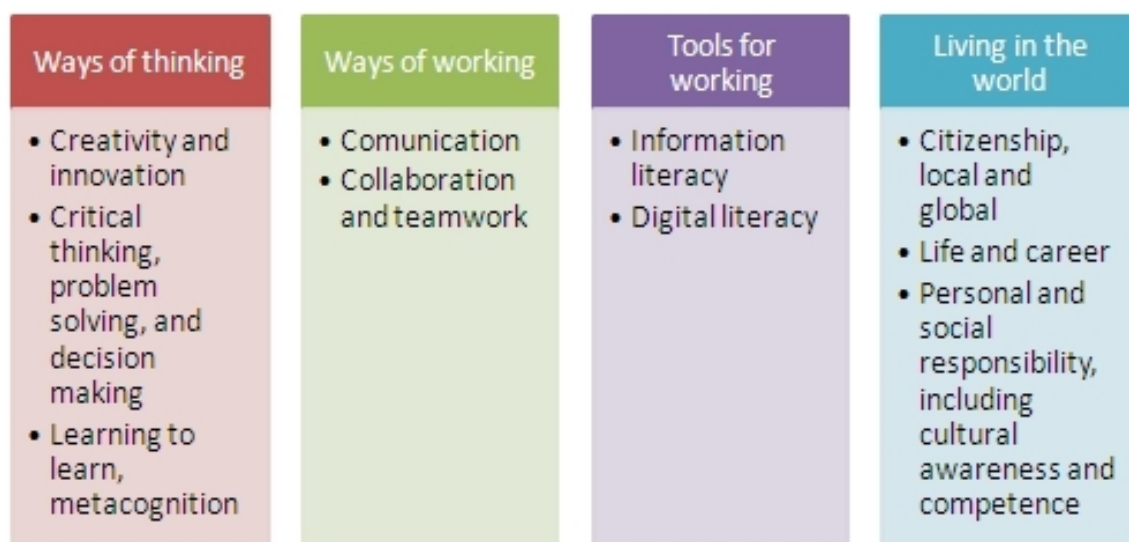 Ways of thinking
• Creativity and
innovation
• Critical
thinking,
problem
solving, and
decision
making
• Learning to
learn,
metacognition
Ways of working
• Comunication
• Collaboration
and teamwork
Tools for
working
• Information
literacy
• Digital literacy
Living in the
world
• Citizenship,
local and
global
• Life and career
• Personal and
social
responsibility,
including
cultural
awareness and
competence